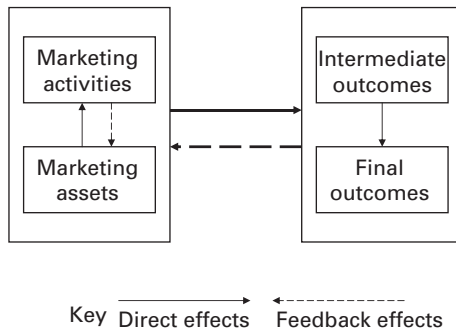 Marketing
activities
Marketing
assets
Intermediate
outcomes
Final
outcomes
Key Direct effects Feedback effects